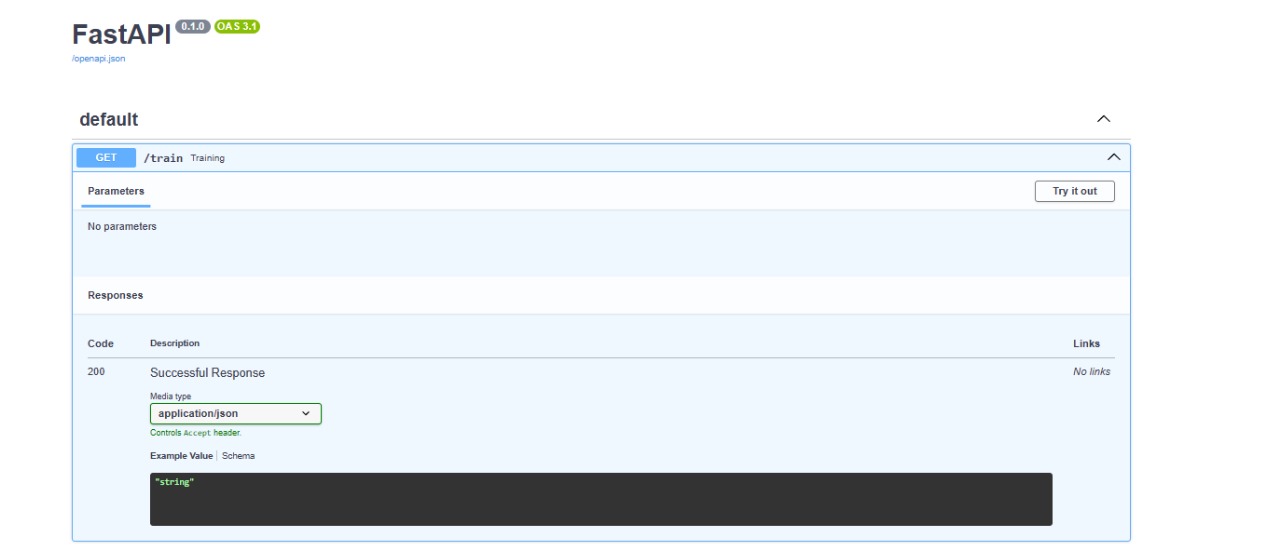 FastAPI 0.1.0 OAS 3.1
/openapi.json
default
GET /train Training
Parameters Try it out
No parameters
Responses
Code Description Links
200 Successful Response No links
Media type
application/json
Controls Accept header.
Example Value Schema
"string"